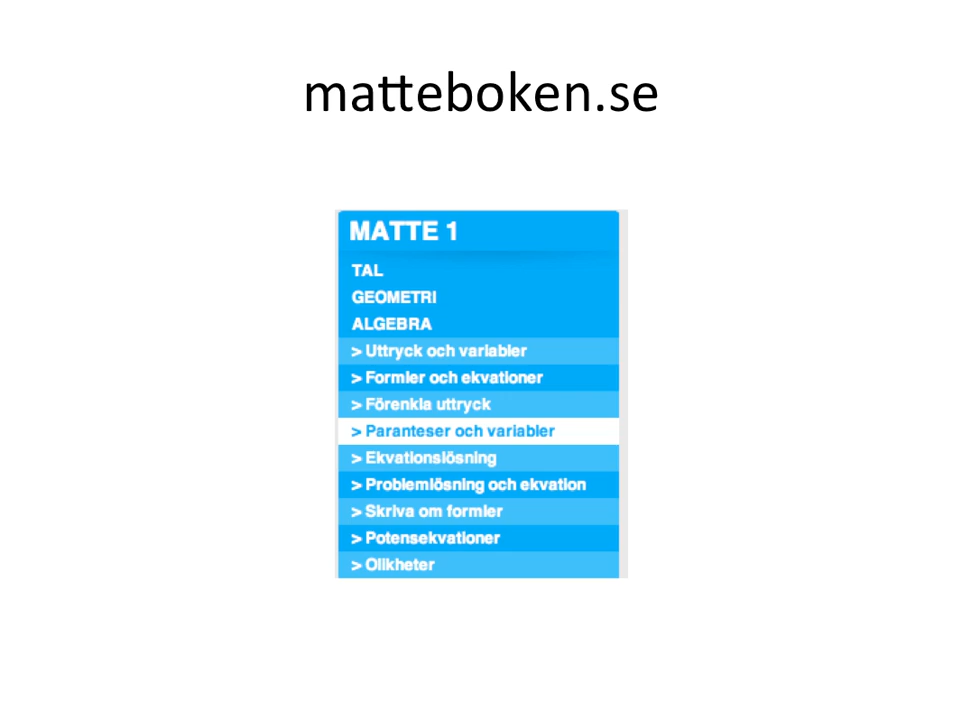 matteboken.se
MATTE 1
TAL
GEOMETRI
ALGEBRA
> Uttryck och variabler
> Formler och ekvationer
> Förenkla uttryck
> Paranteser och variabler
> Ekvationslösning
> Problemlösning och ekvation
> Skriva om formler
> Potensekvationer
> Olikheter